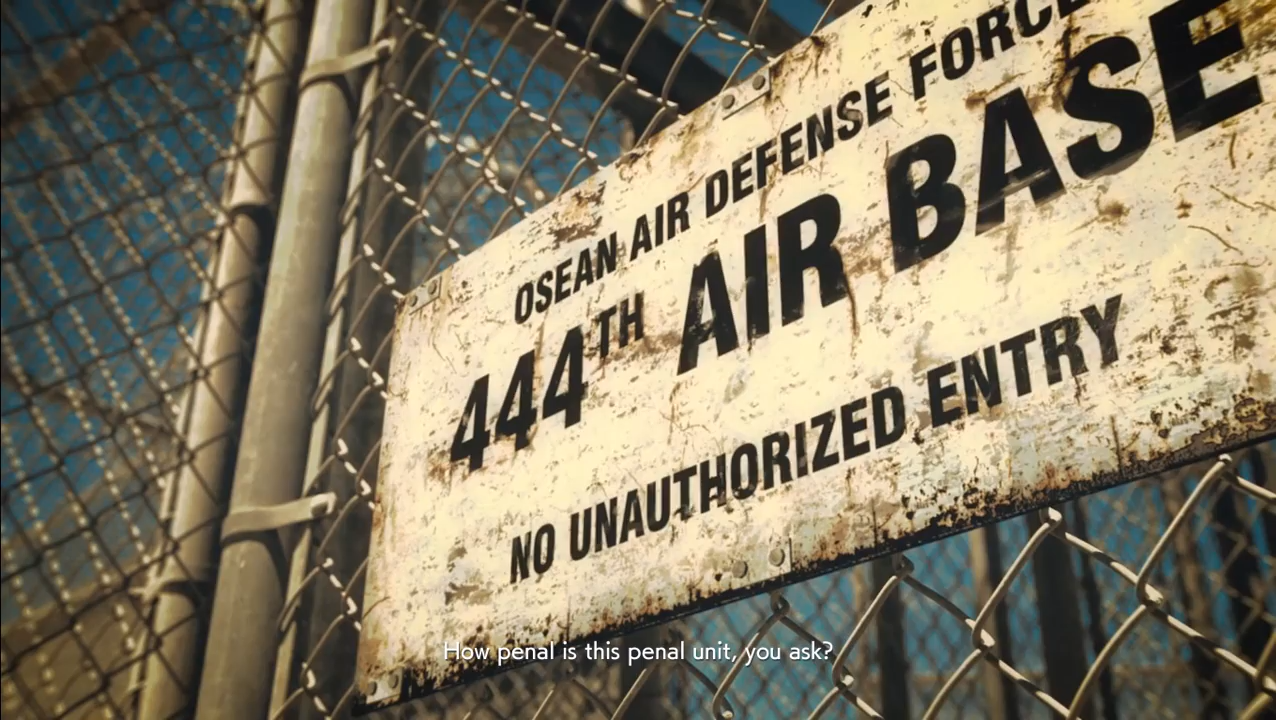 OSEAN AIR DEFENSE FORCE
444TH AIR BASE
NO UNAUTHORIZED ENTRY
How penal is this penal unit, you ask?